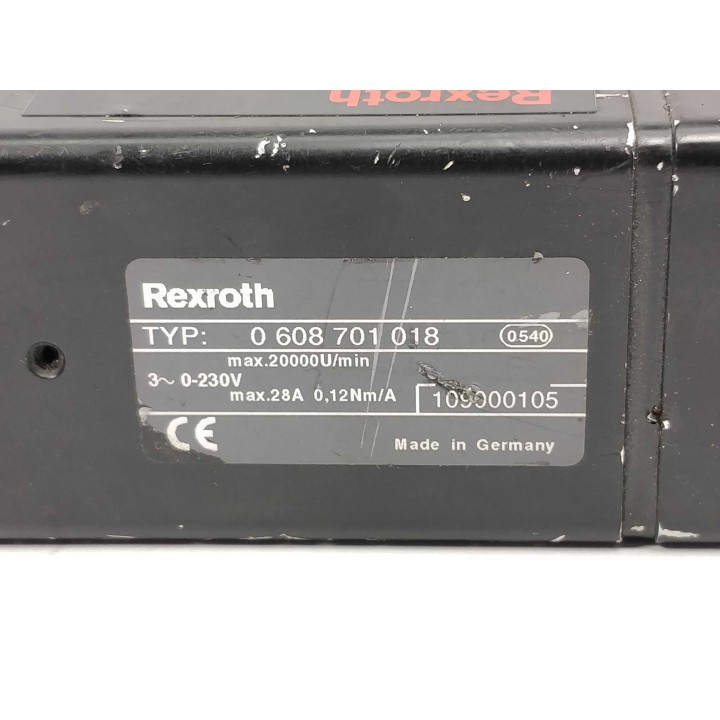 Rexroth
Rexroth
TYP: 0 608 701 018 0540
max.20000U/min
3~ 0-230V
max.28A 0,12Nm/A
109000105
CE
Made in Germany